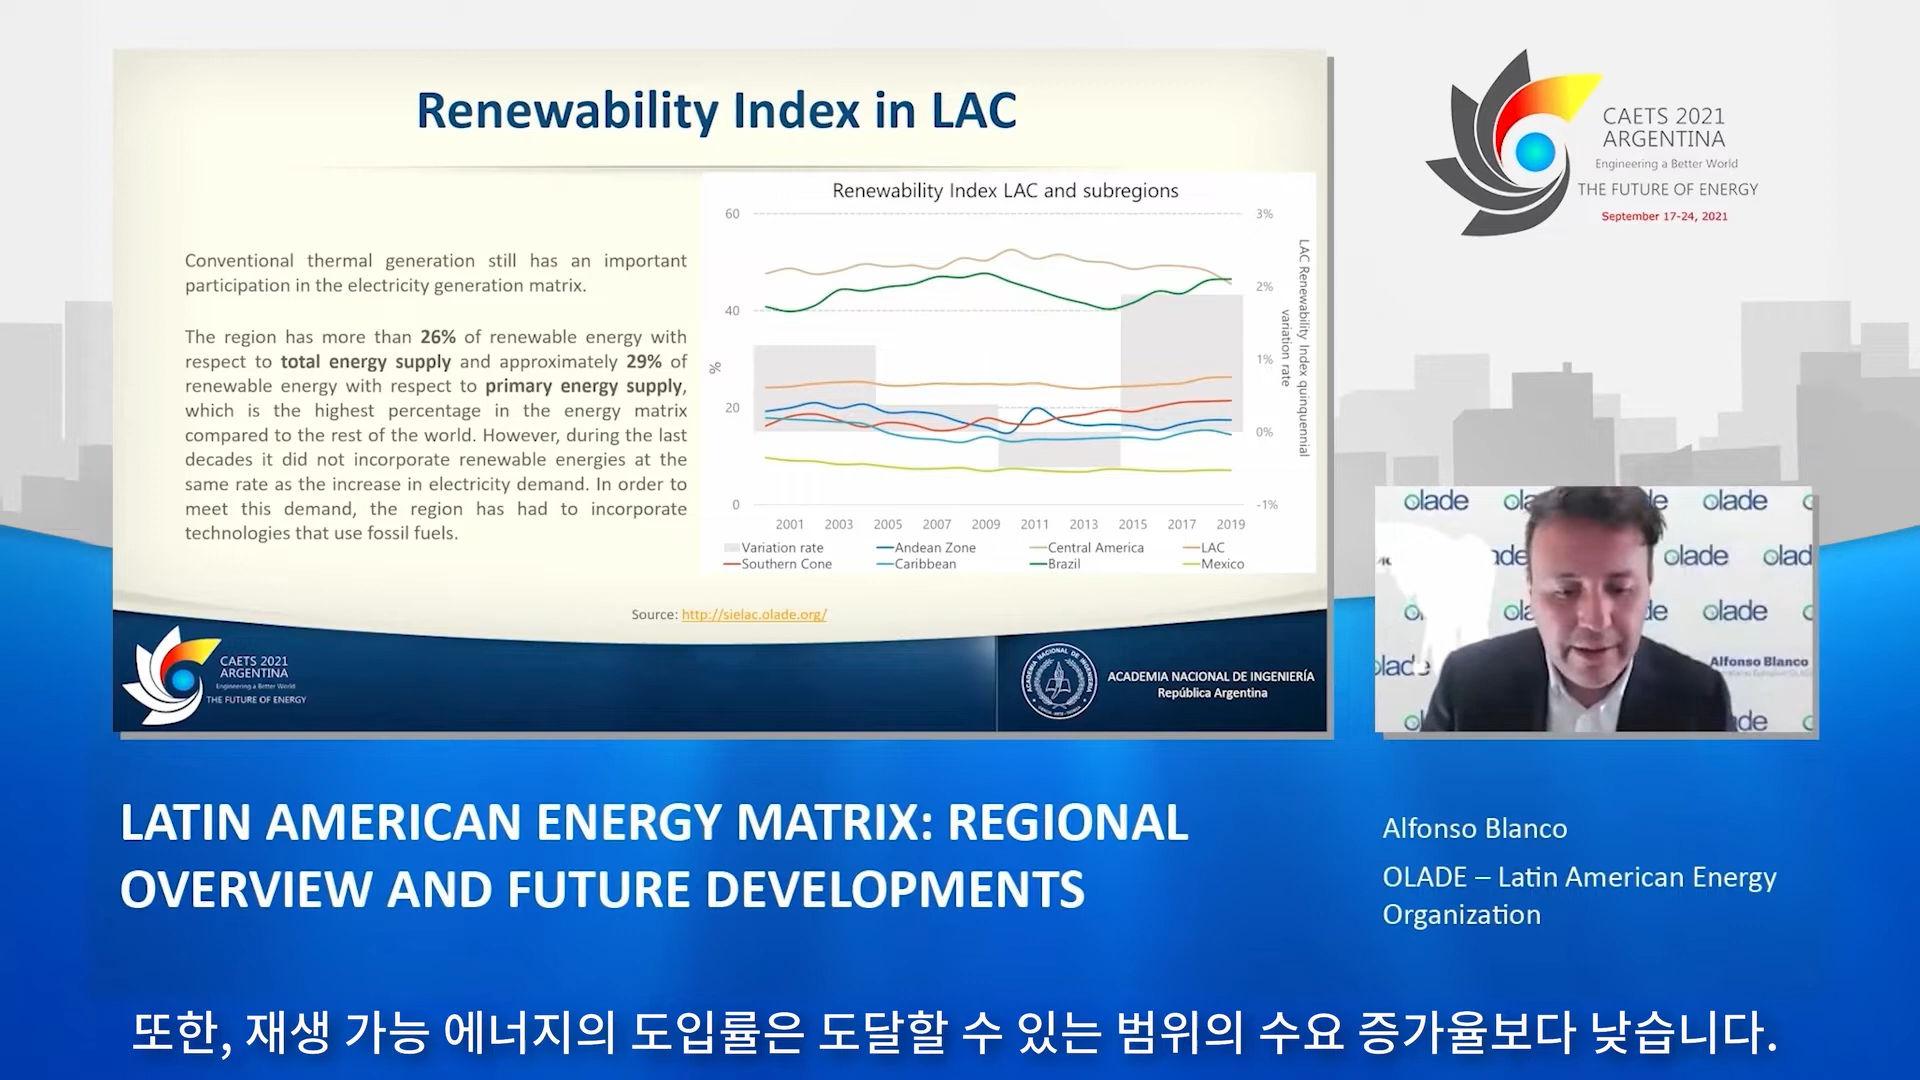 Renewability Index in LAC
Conventional thermal generation still has an important
participation in the electricity generation matrix.
The region has more than 26% of renewable energy with
respect to total energy supply and approximately 29% of
renewable energy with respect to primary energy supply,
which is the highest percentage in the energy matrix
compared to the rest of the world. However, during the last
decades it did not incorporate renewable energies at the
same rate as the increase in electricity demand. In order to
meet this demand, the region has had to incorporate
technologies that use fossil fuels.
Renewability Index LAC and subregions
60
40
20
0
%
3%
2%
1%
0%
-1%
LAC Renewability Index quinquennial
variation rate
2001 2003 2005 2007 2009 2011 2013 2015 2017 2019
Variation rate Andean Zone Central America LAC
Southern Cone Caribbean Brazil Mexico
Source: http://sielac.olade.org/
CAETS 2021
ARGENTINA
Engineering a Better World
THE FUTURE OF ENERGY
ACADEMIA NACIONAL DE INGENIERÍA
República Argentina
CAETS 2021
ARGENTINA
Engineering a Better World
THE FUTURE OF ENERGY
September 17-24, 2021
olade
olade
olade
olade
Alfonso Blanco
LATIN AMERICAN ENERGY MATRIX: REGIONAL
OVERVIEW AND FUTURE DEVELOPMENTS
Alfonso Blanco
OLADE – Latin American Energy
Organization
또한, 재생 가능 에너지의 도입률은 도달할 수 있는 범위의 수요 증가율보다 낮습니다.